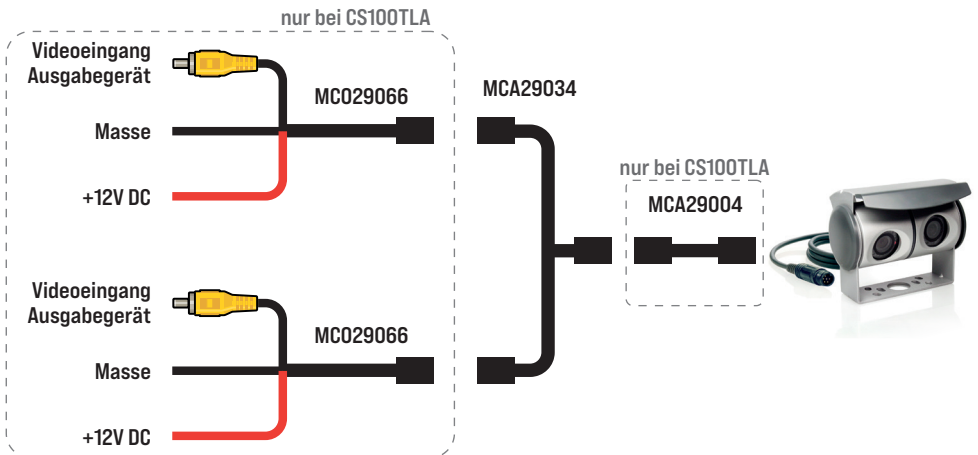 nur bei CS100TLA
Videoeingang
Ausgabegerät
MC029066
Masse
+12V DC
MCA29034
nur bei CS100TLA
MCA29004
Videoeingang
Ausgabegerät
MC029066
Masse
+12V DC